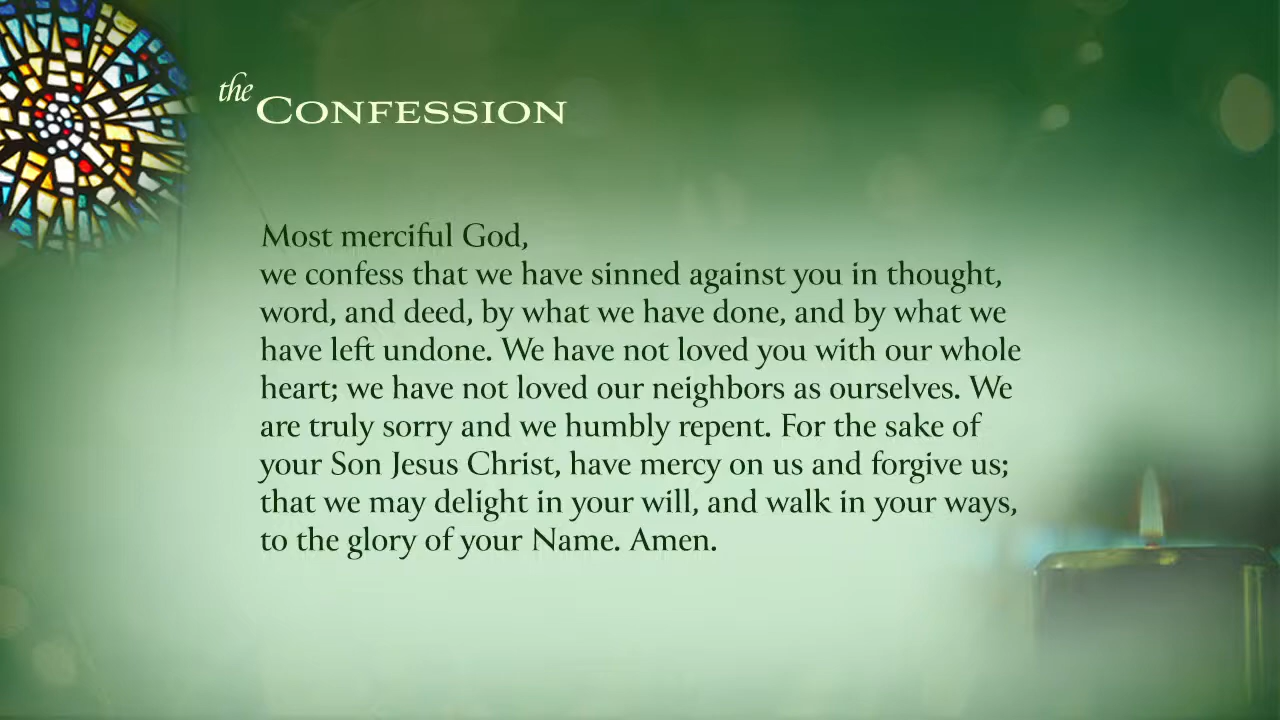 the
CONFESSION
Most merciful God,
we confess that we have sinned against you in thought,
word, and deed, by what we have done, and by what we
have left undone. We have not loved you with our whole
heart; we have not loved our neighbors as ourselves. We
are truly sorry and we humbly repent. For the sake of
your Son Jesus Christ, have mercy on us and forgive us;
that we may delight in your will, and walk in your ways,
to the glory of your Name. Amen.